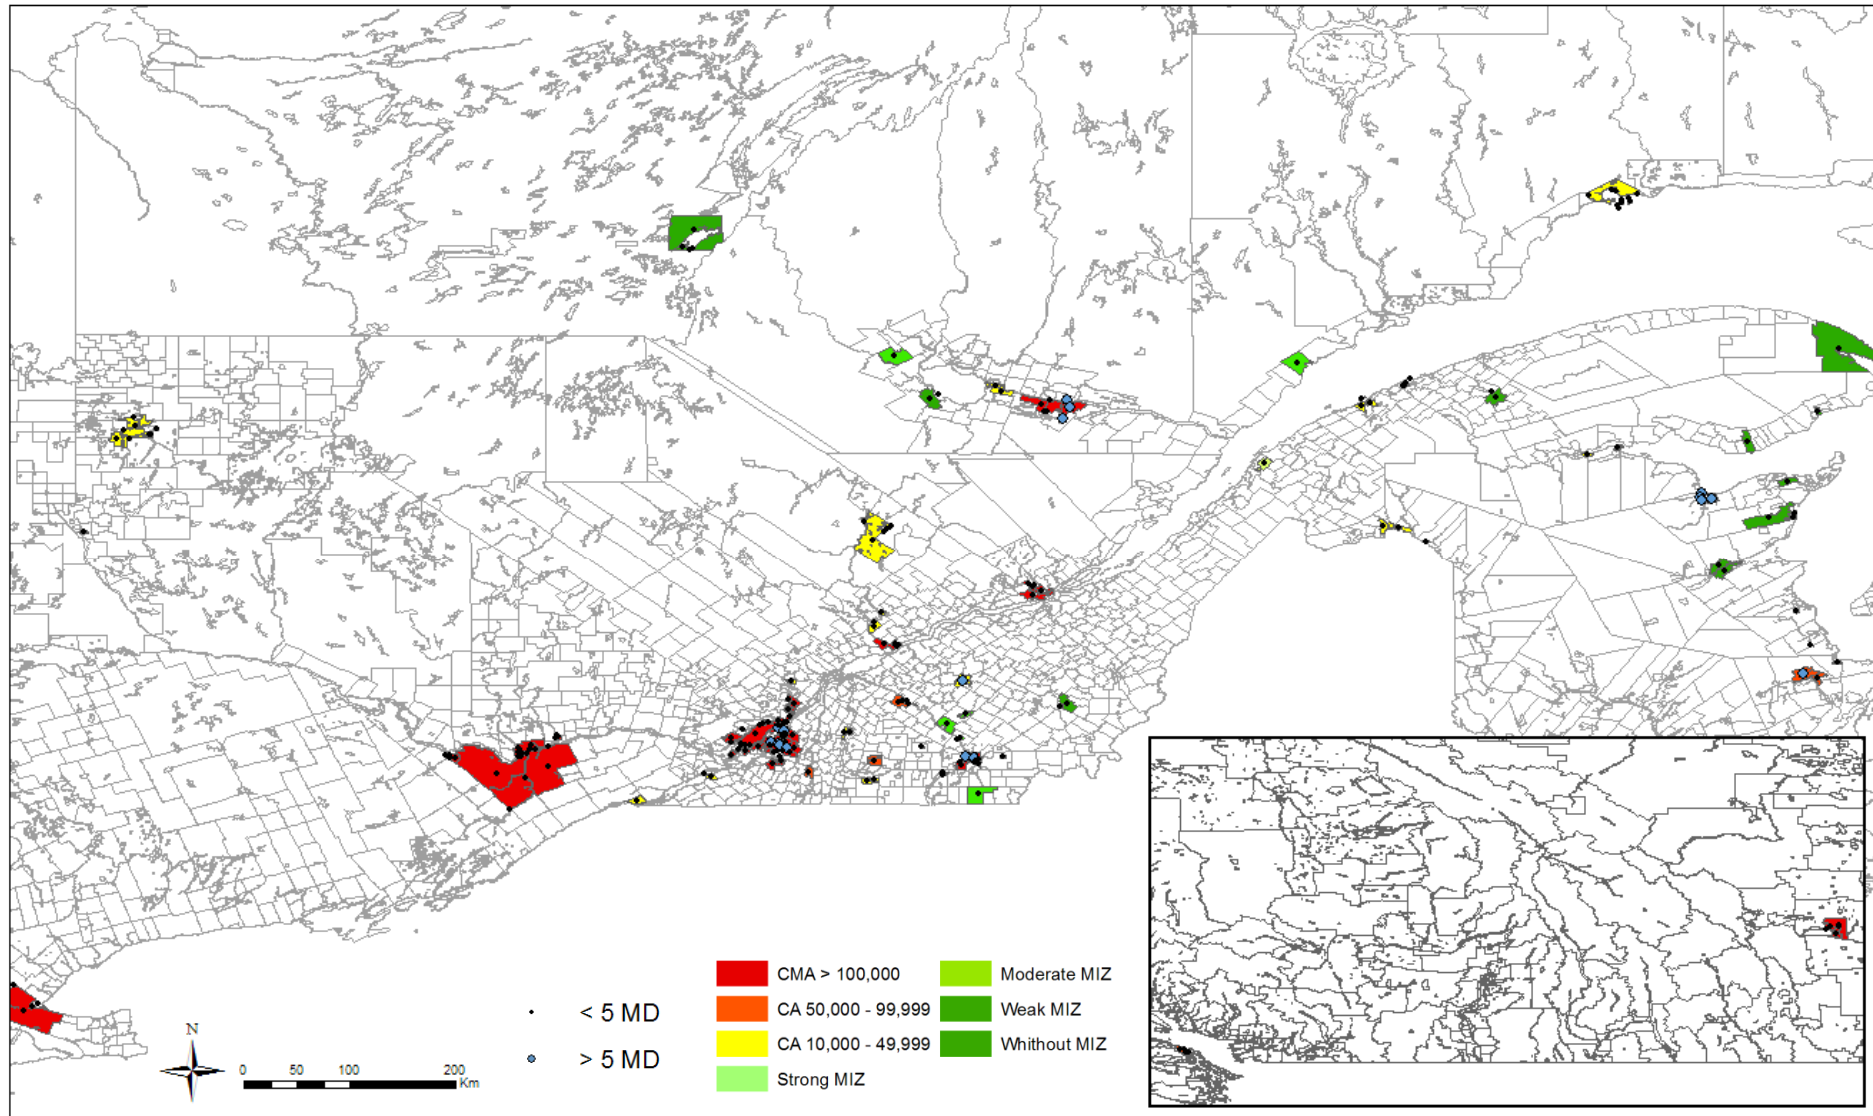 N
0 50 100 200
Km
< 5 MD
> 5 MD
CMA > 100,000
CA 50,000 - 99,999
CA 10,000 - 49,999
Strong MIZ
Moderate MIZ
Weak MIZ
Whithout MIZ